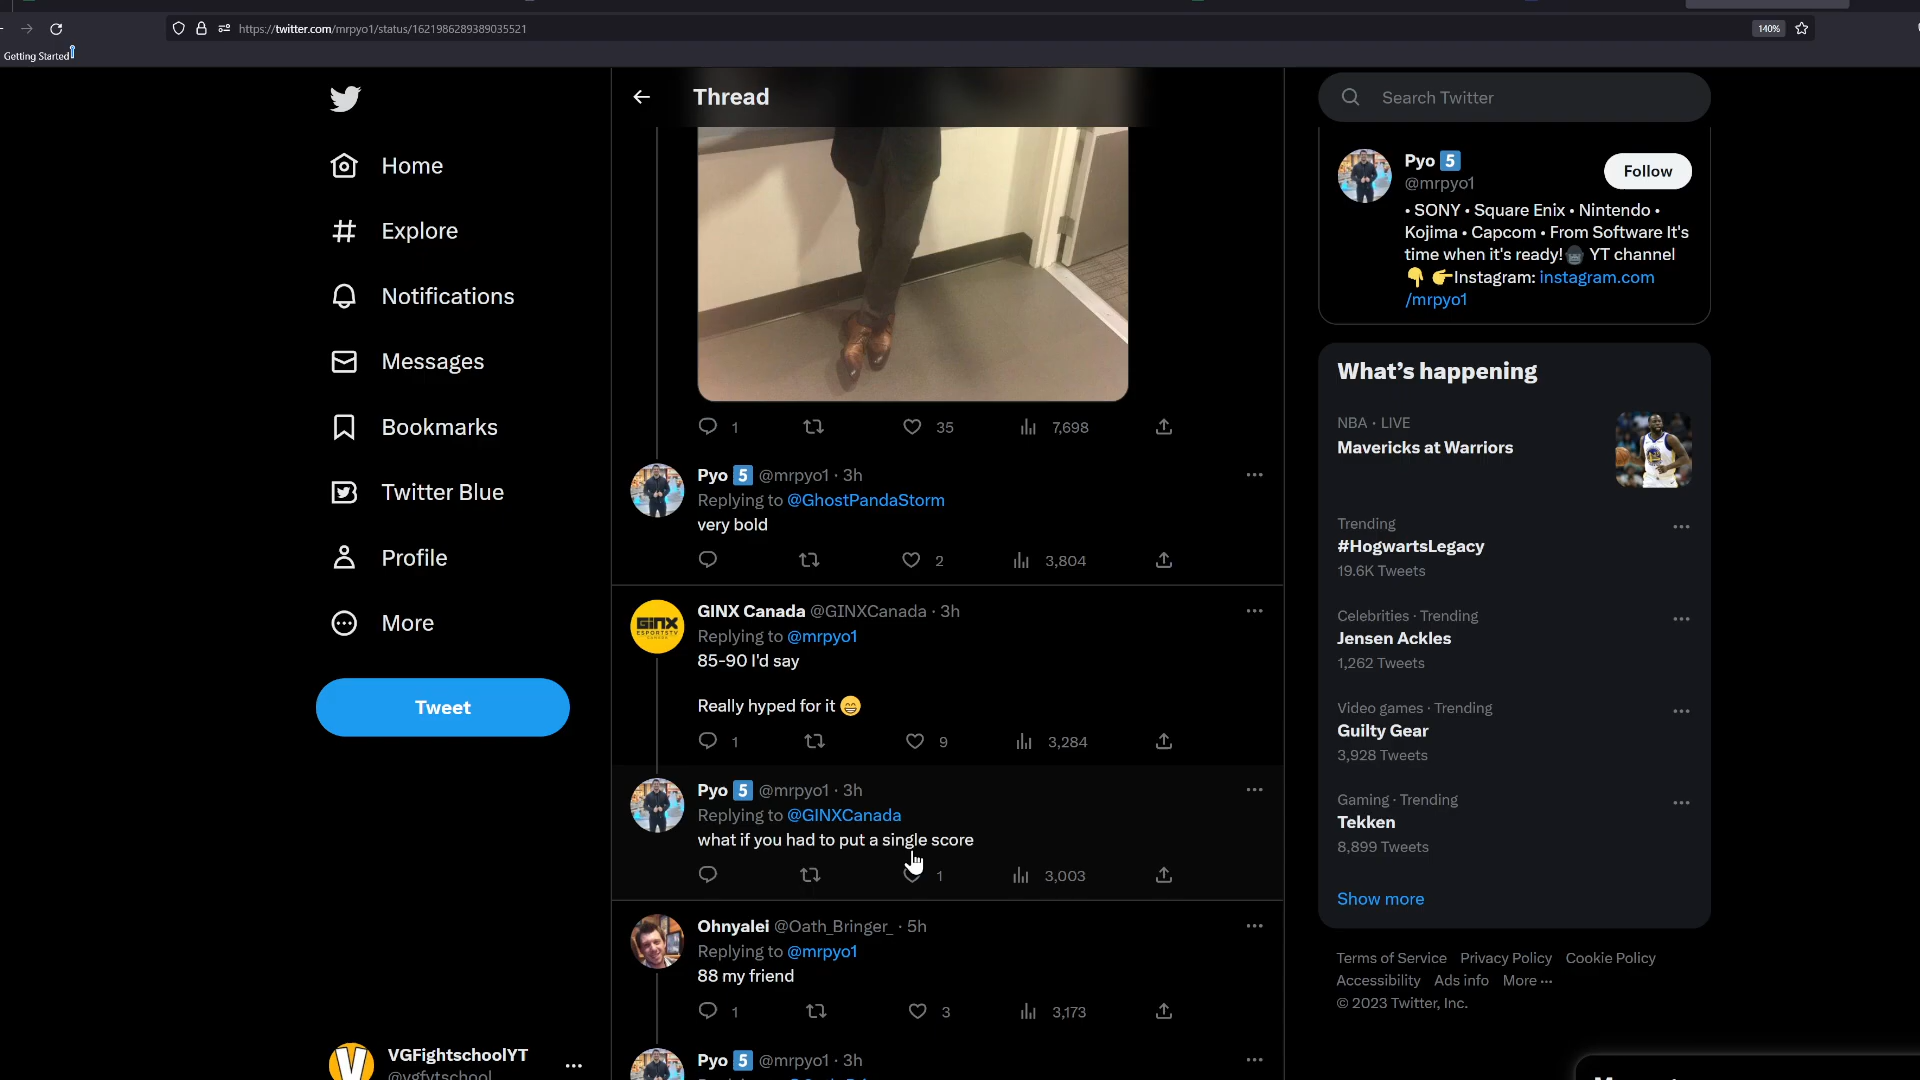 https://twitter.com/mrpyo1/status/1621986289389035521
140%
Getting Started
Home
Explore
Notifications
Messages
Bookmarks
Twitter Blue
Profile
More
Tweet
VGFightschoolYT
@vgfytschool
Thread
1 35 7,698
Pyo 5 @mrpyo1 · 3h
Replying to @GhostPandaStorm
very bold
2 3,804
GINX
ESPORTS TV
CANADA
GINX Canada @GINXCanada · 3h
Replying to @mrpyo1
85-90 I'd say
Really hyped for it 😁
1 9 3,284
Pyo 5 @mrpyo1 · 3h
Replying to @GINXCanada
what if you had to put a single score
1 3,003
Ohnyalei @Oath_Bringer_ · 5h
Replying to @mrpyo1
88 my friend
1 3 3,173
Pyo 5 @mrpyo1 · 3h
Search Twitter
Pyo 5
@mrpyo1
Follow
• SONY • Square Enix • Nintendo •
Kojima • Capcom • From Software It's
time when it's ready! YT channel
👇 👉Instagram: instagram.com
/mrpyo1
What's happening
NBA · LIVE
Mavericks at Warriors
Trending
#HogwartsLegacy
19.6K Tweets
Celebrities · Trending
Jensen Ackles
1,262 Tweets
Video games · Trending
Guilty Gear
3,928 Tweets
Gaming · Trending
Tekken
8,899 Tweets
Show more
Terms of Service Privacy Policy Cookie Policy
Accessibility Ads info More ···
© 2023 Twitter, Inc.